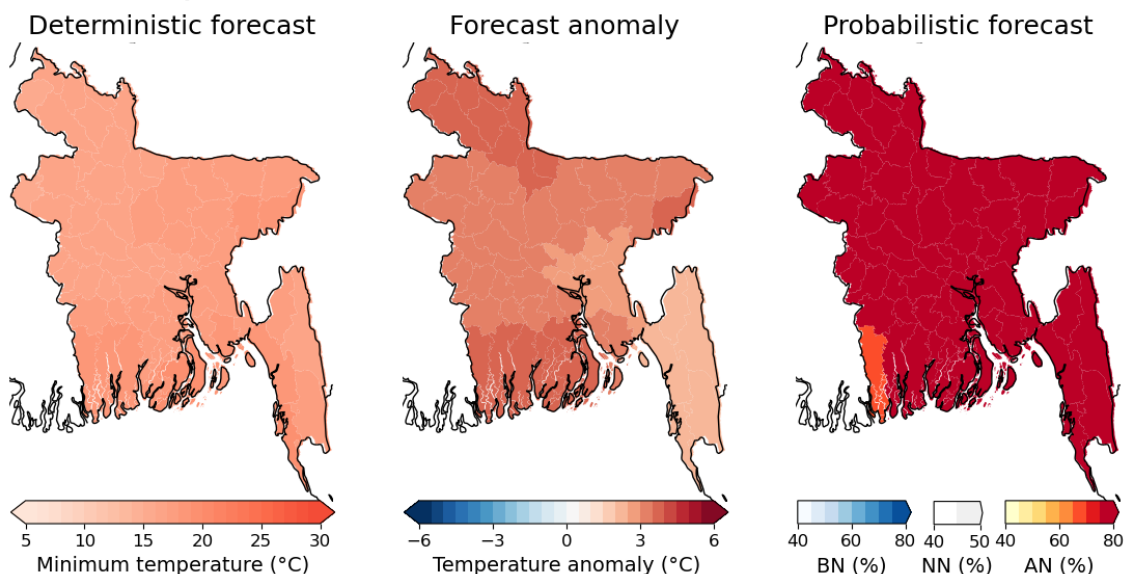 Deterministic forecast
Forecast anomaly
Probabilistic forecast
5 10 15 20 25 30
Minimum temperature (°C)
−6 −3 0 3 6
Temperature anomaly (°C)
40 60 80
BN (%)
40 50
NN (%)
40 60 80
AN (%)